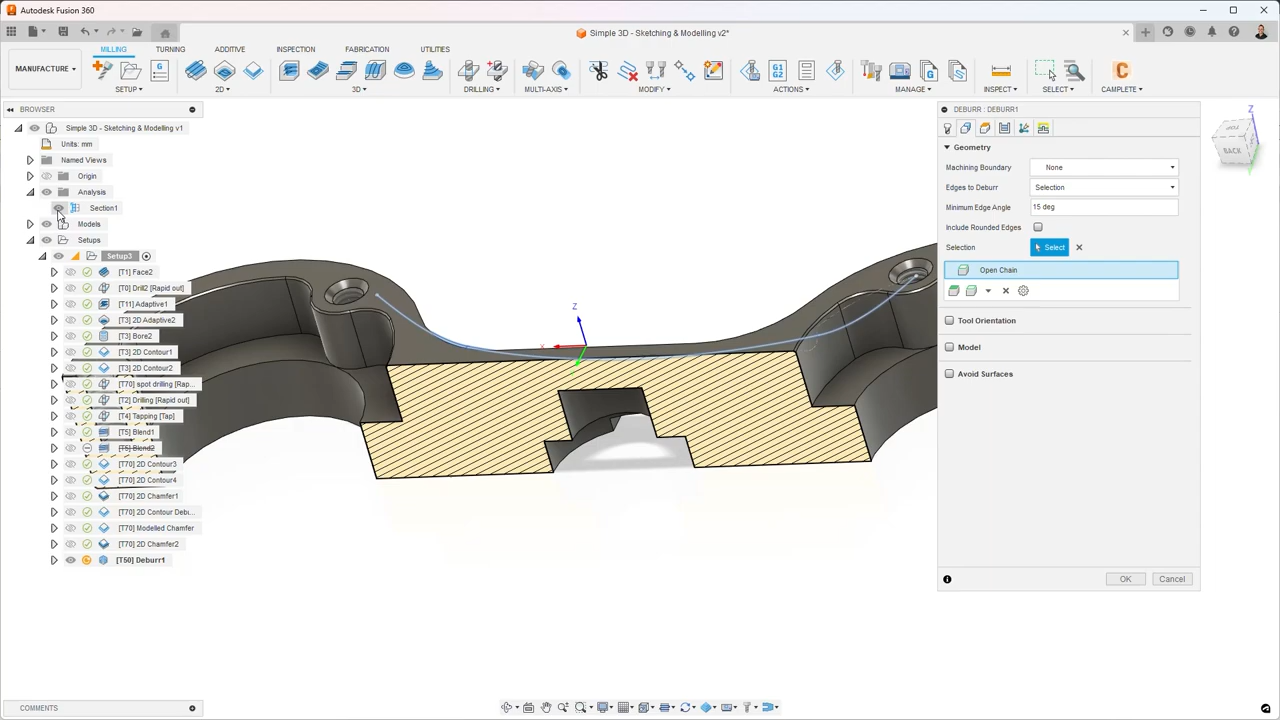 Autodesk Fusion 360
Simple 3D - Sketching & Modelling v2*
MILLING TURNING ADDITIVE INSPECTION FABRICATION UTILITIES
MANUFACTURE
G1
G2
C
SETUP 2D 3D DRILLING MULTI-AXIS MODIFY ACTIONS MANAGE INSPECT SELECT COMPLETE
BROWSER
Simple 3D - Sketching & Modelling v1
Units: mm
Named Views
Origin
Analysis
Section1
Models
Setups
Setup3
[T1] Face2
[T0] Drill2 [Rapid out]
[T11] Adaptive1
[T3] 2D Adaptive2
[T3] Bore2
[T3] 2D Contour1
[T3] 2D Contour2
[T70] spot drilling [Rap...
[T2] Drilling [Rapid out]
[T4] Tapping [Tap]
[T5] Blend1
[T5] Blend2
[T70] 2D Contour3
[T70] 2D Contour4
[T70] 2D Chamfer1
[T70] 2D Contour Debu...
[T70] Modelled Chamfer
[T70] 2D Chamfer2
[T50] Deburr1
Z
X
DEBURR : DEBURR1
Geometry
Machining Boundary None
Edges to Deburr Selection
Minimum Edge Angle 15 deg
Include Rounded Edges
Selection Select
Open Chain
Tool Orientation
Model
Avoid Surfaces
OK Cancel
Z
HOLE
BACK
Y
COMMENTS